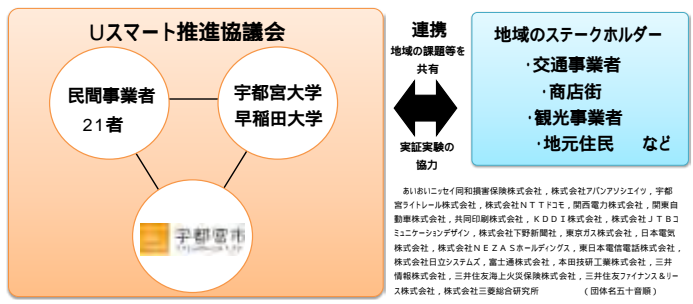 Uスマート推進協議会
民間事業者
21者
宇都宮大学
早稲田大学
宇都宮市
連携
地域の課題等を
共有
実証実験の
協力
地域のステークホルダー
・交通事業者
・商店街
・観光事業者
・地元住民　など
あいおいニッセイ同和損害保険株式会社，株式会社アバンアソシエイツ，宇都
宮ライトレール株式会社，株式会社ＮＴＴドコモ，関西電力株式会社，関東自
動車株式会社，共同印刷株式会社，ＫＤＤＩ株式会社，株式会社ＪＴＢコ
ミュニケーションデザイン，株式会社下野新聞社，東京ガス株式会社，日本電気
株式会社，株式会社ＮＥＺＡＳホールディングス，東日本電信電話株式会社，
株式会社日立システムズ，富士通株式会社，本田技研工業株式会社，三井
情報株式会社，三井住友海上火災保険株式会社，三井住友ファイナンス＆リー
ス株式会社，株式会社三菱総合研究所　（団体名五十音順）